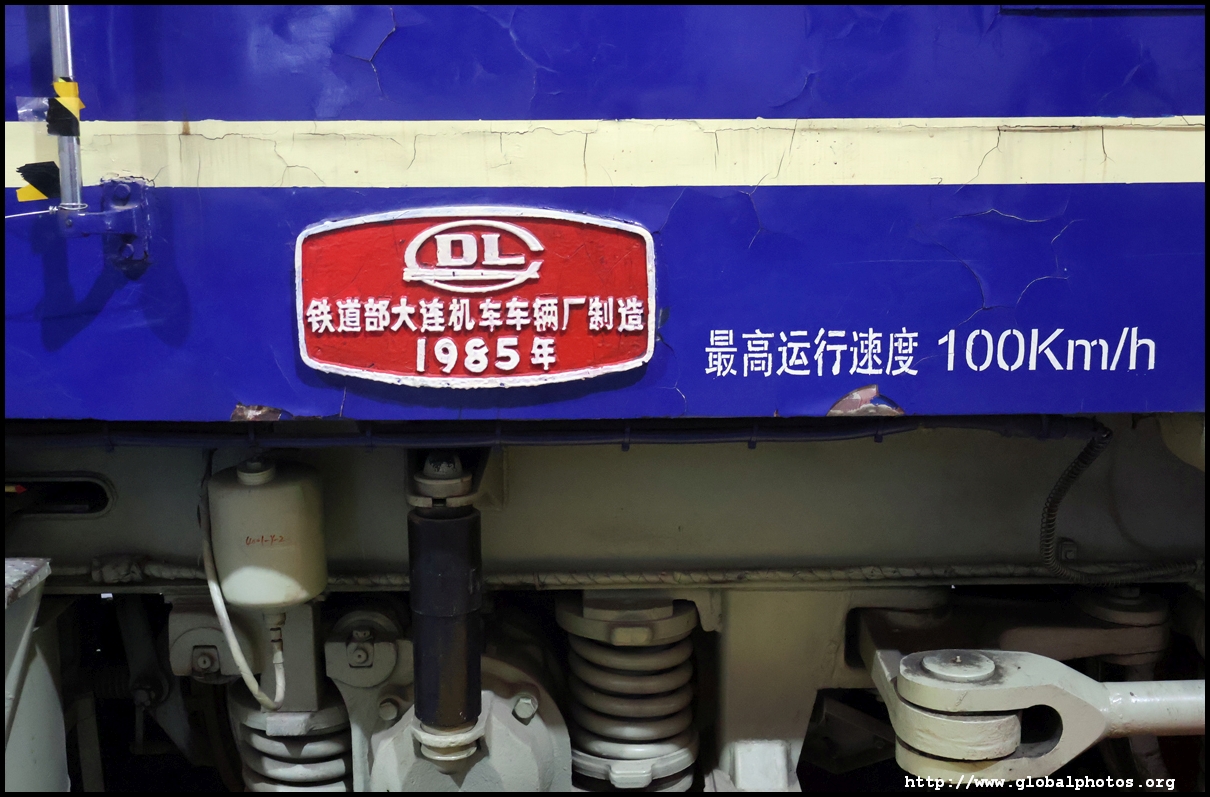 DL
铁道部大连机车车辆厂制造
1985年
最高运行速度 100Km/h
http://www.globalphotos.org